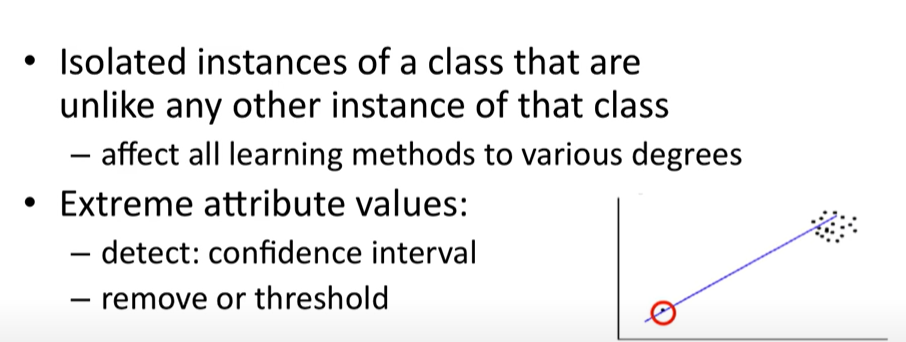 • Isolated instances of a class that are
unlike any other instance of that class
– affect all learning methods to various degrees
• Extreme attribute values:
– detect: confidence interval
– remove or threshold